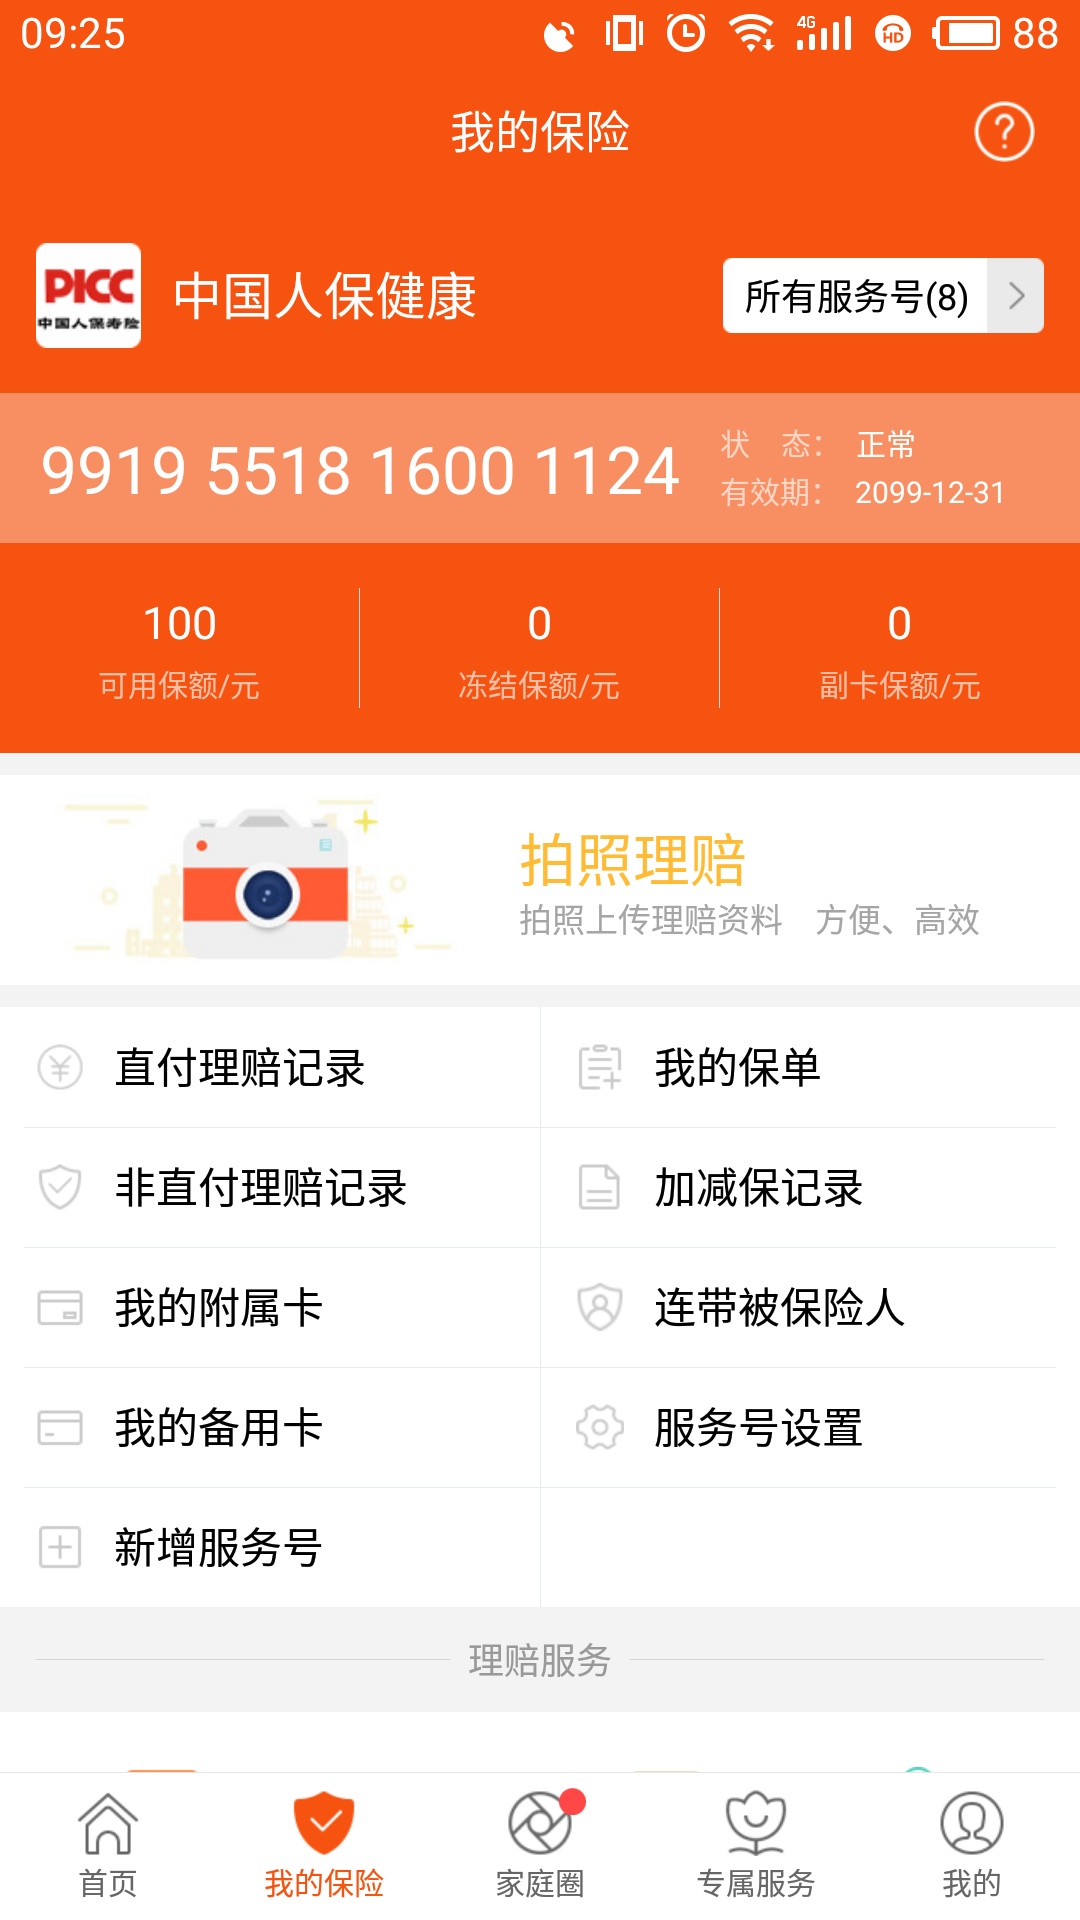 09:25
4G
HD
88
我的保险
?
PICC
中国人保寿险
中国人保健康
所有服务号(8)
9919 5518 1600 1124
状 态： 正常
有效期： 2099-12-31
100
0
0
可用保额/元
冻结保额/元
副卡保额/元
拍照理赔
拍照上传理赔资料 方便、高效
直付理赔记录
我的保单
非直付理赔记录
加减保记录
我的附属卡
连带被保险人
我的备用卡
服务号设置
新增服务号
理赔服务
首页
我的保险
家庭圈
专属服务
我的